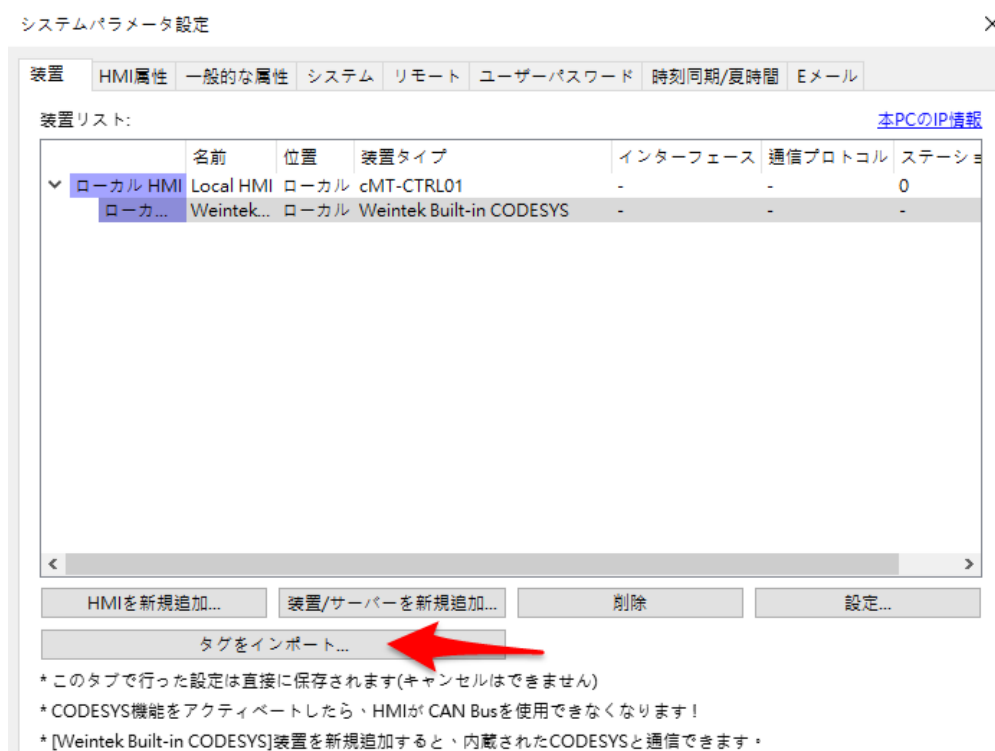 システムパラメータ設定
装置 HMI属性 一般的な属性 システム リモート ユーザーパスワード 時刻同期/夏時間 Eメール
装置リスト: 本PCのIP情報
名前 位置 装置タイプ インターフェース 通信プロトコル ステーショ
ローカル HMI Local HMI ローカル cMT-CTRL01 - - 0
ローカ... Weintek... ローカル Weintek Built-in CODESYS - - -
HMIを新規追加... 装置/サーバーを新規追加... 削除 設定...
タグをインポート...
* このタブで行った設定は直接に保存されます(キャンセルはできません)
* CODESYS機能をアクティベートしたら、HMIが CAN Busを使用できなくなります！
* [Weintek Built-in CODESYS]装置を新規追加すると、内蔵されたCODESYSと通信できます。